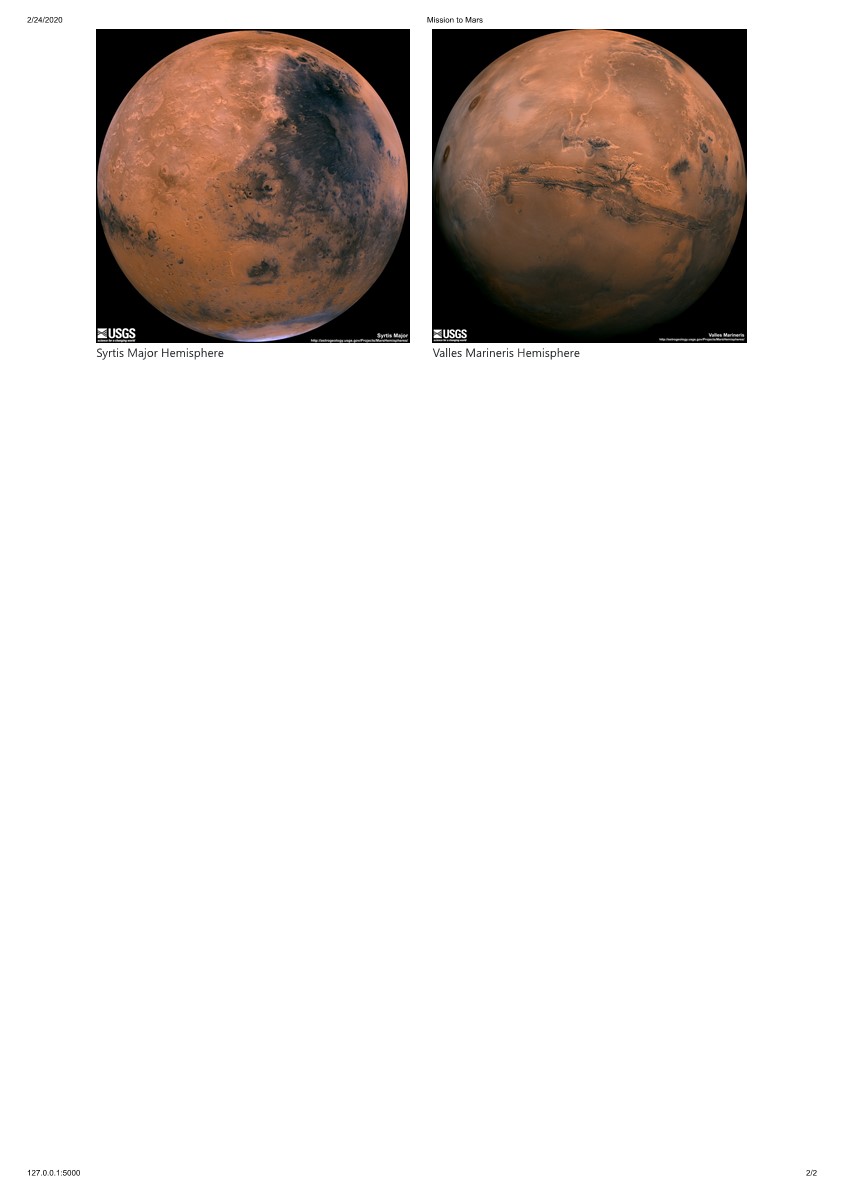 2/24/2020
Mission to Mars
USGS
science for a changing world
Syrtis Major
http://astrogeology.usgs.gov/Projects/MarsHemispheres/
USGS
science for a changing world
Valles Marineris
http://astrogeology.usgs.gov/Projects/MarsHemispheres/
Syrtis Major Hemisphere
Valles Marineris Hemisphere
127.0.0.1:5000
2/2